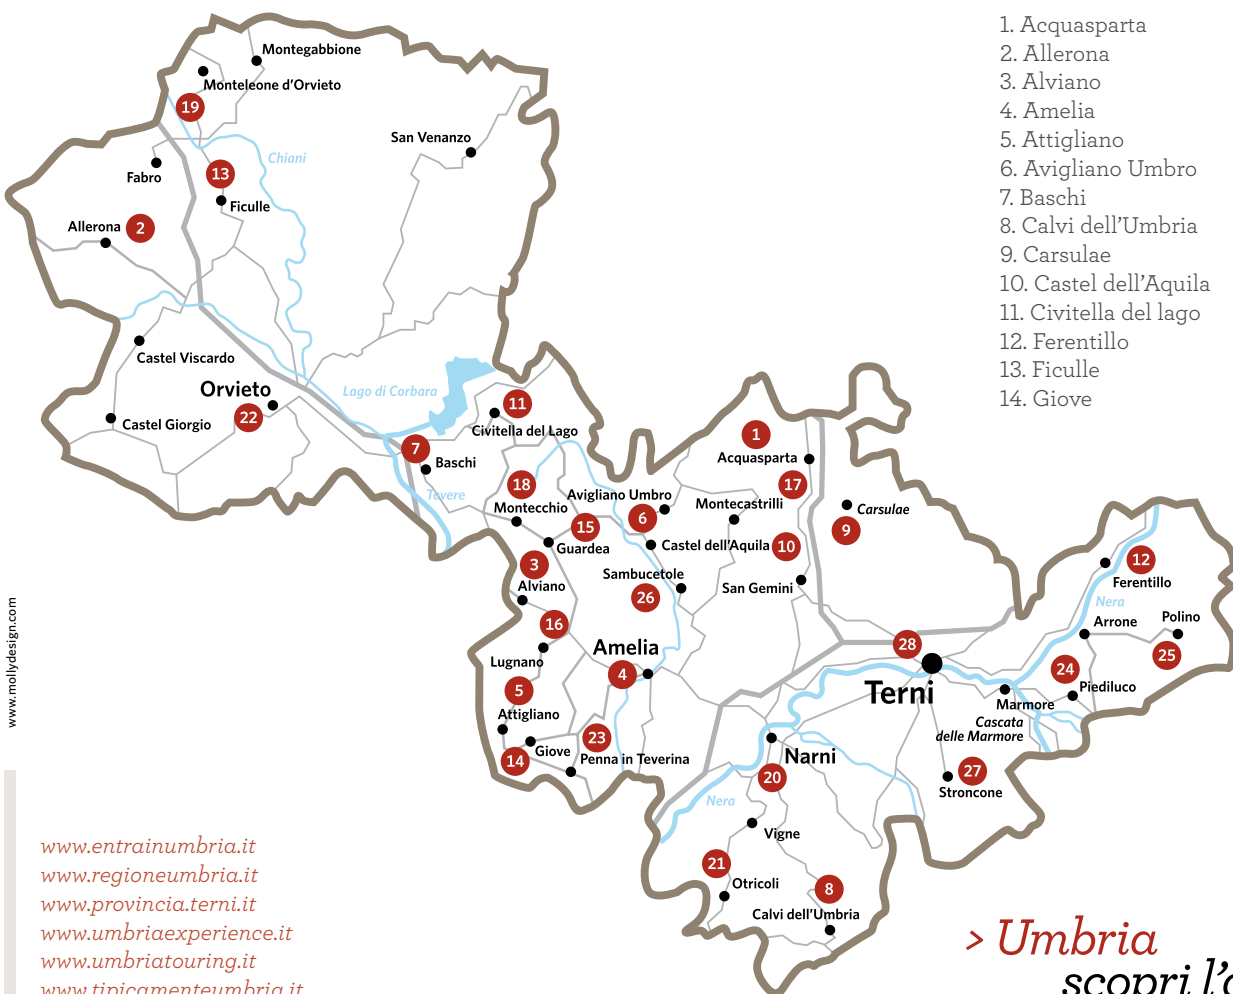 Montegabbione
Monteleone d'Orvieto
19
San Venanzo
Chiani
Fabro
13
Ficulle
Allerona
2
Castel Viscardo
Orvieto
22
Castel Giorgio
Lago di Corbara
11
Civitella del Lago
7
Baschi
Tevere
18
Montecchio
15
Guardea
Avigliano Umbro
6
Castel dell'Aquila
10
1
Acquasparta
17
Montecastrilli
Carsulae
9
San Gemini
Sambucetole
26
3
Alviano
16
Lugnano
Amelia
4
5
Attigliano
Giove
14
23
Penna in Teverina
28
Terni
12
Ferentillo
Nera
Arrone
Polino
25
24
Piediluco
Marmore
Cascata
delle Marmore
27
Stroncone
Narni
20
Nera
Vigne
21
Otricoli
8
Calvi dell'Umbria
1. Acquasparta
2. Allerona
3. Alviano
4. Amelia
5. Attigliano
6. Avigliano Umbro
7. Baschi
8. Calvi dell'Umbria
9. Carsulae
10. Castel dell'Aquila
11. Civitella del lago
12. Ferentillo
13. Ficulle
14. Giove
www.mollydesign.com
www.entrainumbria.it
www.regioneumbria.it
www.provincia.terni.it
www.umbriaexperience.it
www.umbriatouring.it
www.tipicamenteumbria.it
> Umbria
scopri l'a